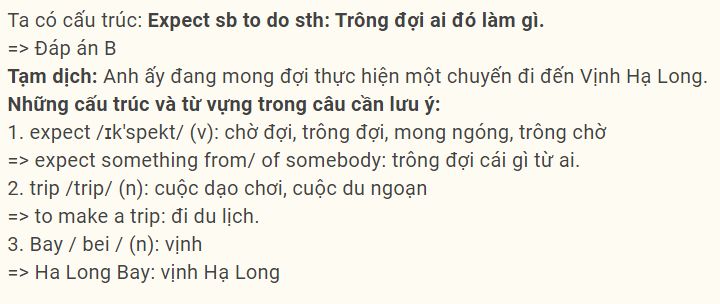 Ta có cấu trúc: Expect sb to do sth: Trông đợi ai đó làm gì.
=> Đáp án B
Tạm dịch: Anh ấy đang mong đợi thực hiện một chuyến đi đến Vịnh Hạ Long.
Những cấu trúc và từ vựng trong câu cần lưu ý:
1. expect /ɪk'spekt/ (v): chờ đợi, trông đợi, mong ngóng, trông chờ
=> expect something from/ of somebody: trông đợi cái gì từ ai.
2. trip /trip/ (n): cuộc dạo chơi, cuộc du ngoạn
=> to make a trip: đi du lịch.
3. Bay / bei / (n): vịnh
=> Ha Long Bay: vịnh Hạ Long